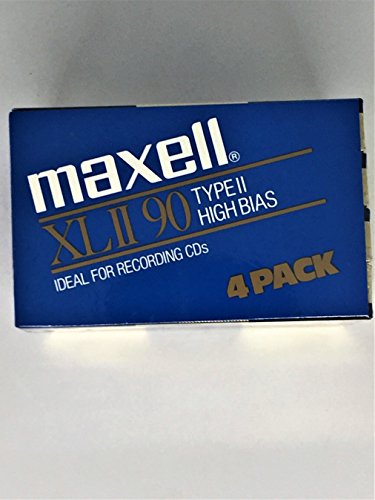 maxell®
XLII 90 TYPE II
HIGH BIAS
IDEAL FOR RECORDING CDs
4 PACK